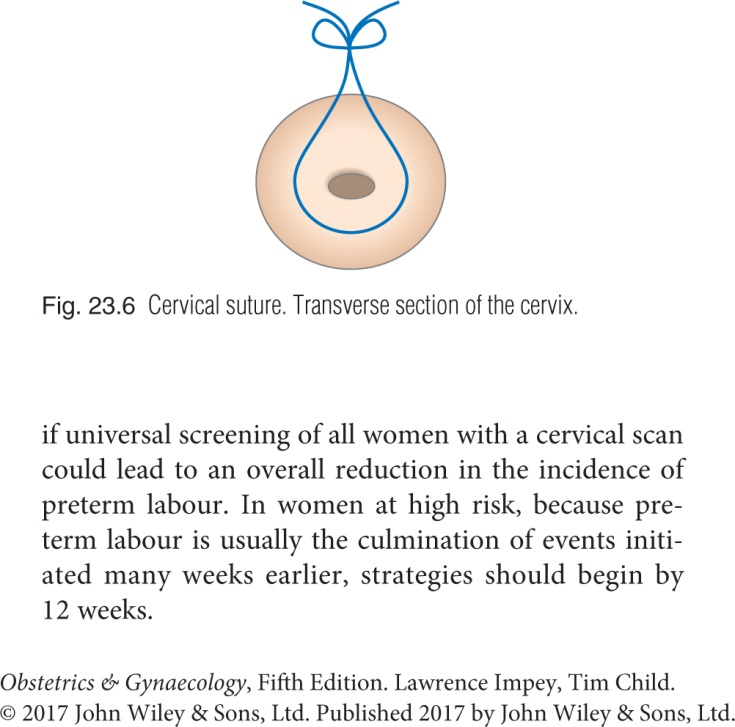 Fig. 23.6 Cervical suture. Transverse section of the cervix.
if universal screening of all women with a cervical scan
could lead to an overall reduction in the incidence of
preterm labour. In women at high risk, because pre-
term labour is usually the culmination of events initi-
ated many weeks earlier, strategies should begin by
12 weeks.
Obstetrics & Gynaecology, Fifth Edition. Lawrence Impey, Tim Child.
© 2017 John Wiley & Sons, Ltd. Published 2017 by John Wiley & Sons, Ltd.